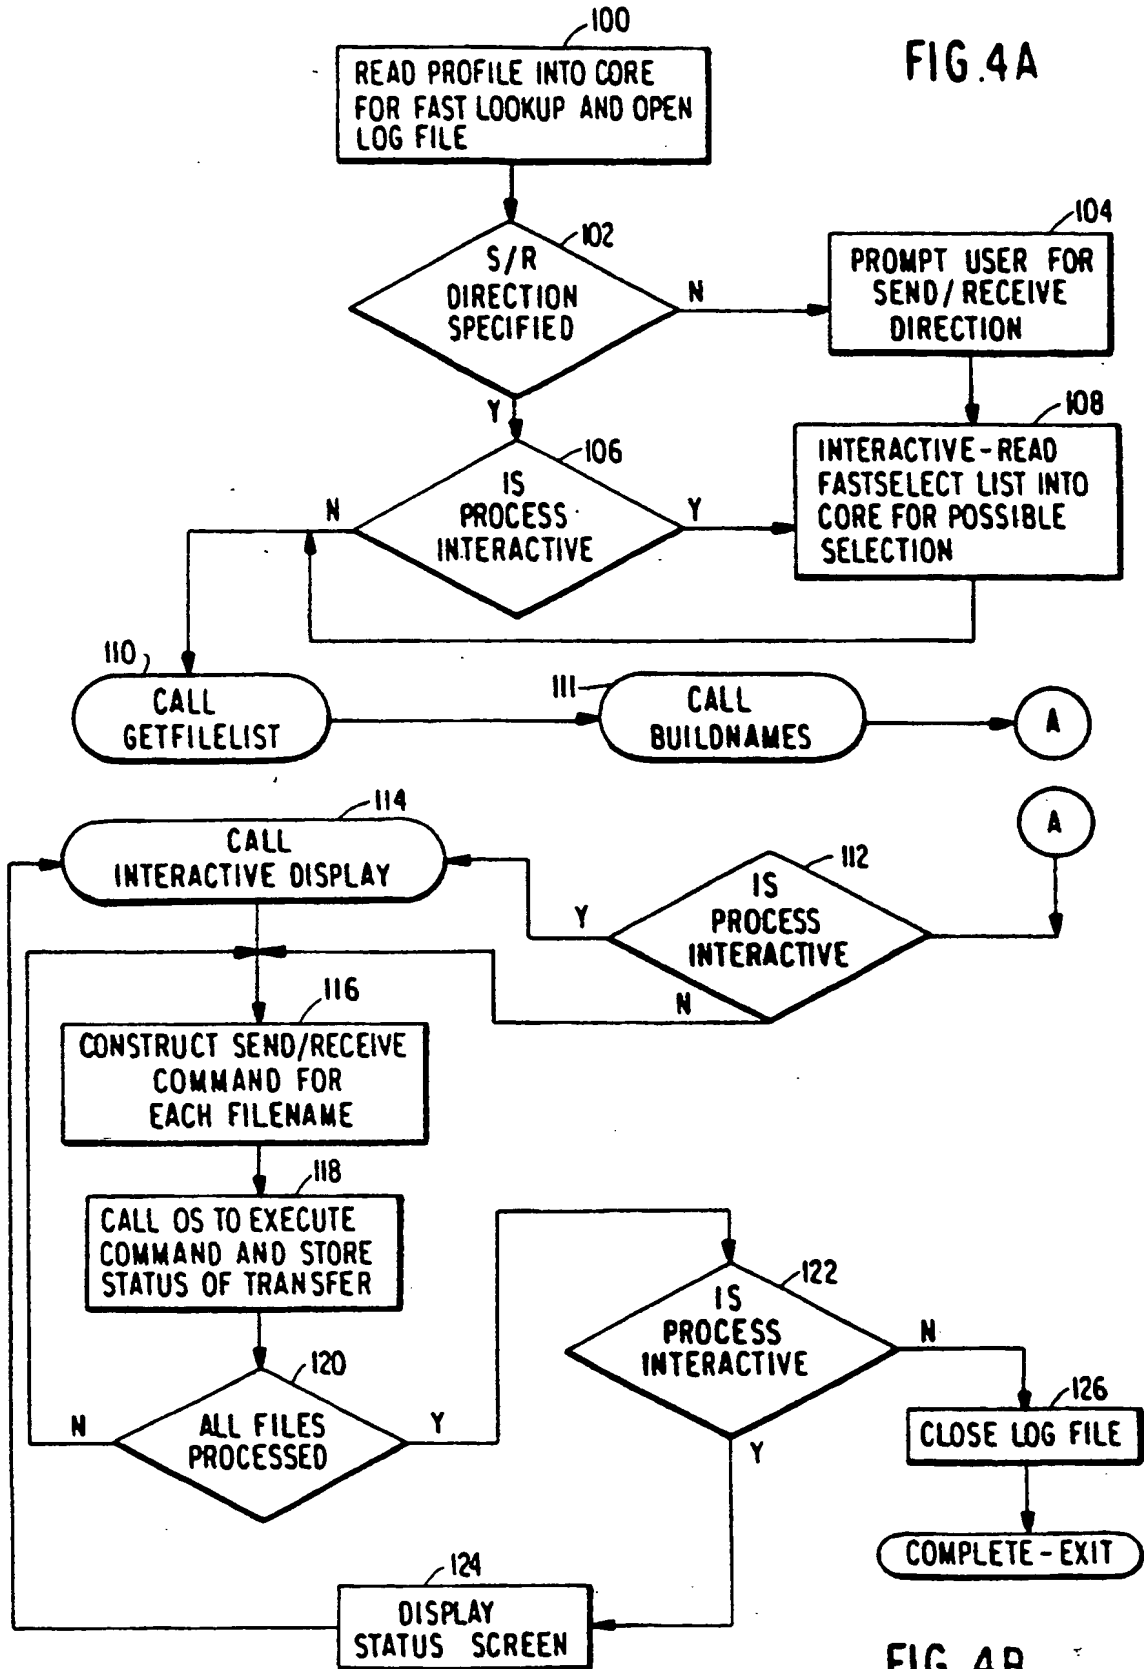 100
FIG.4A
READ PROFILE INTO CORE
FOR FAST LOOKUP AND OPEN
LOG FILE
102
S/R
DIRECTION
SPECIFIED
N
Y
104
PROMPT USER FOR
SEND/RECEIVE
DIRECTION
106
IS
PROCESS
INTERACTIVE
N
Y
108
INTERACTIVE-READ
FASTSELECT LIST INTO
CORE FOR POSSIBLE
SELECTION
110
CALL
GETFILELIST
111
CALL
BUILDNAMES
A
A
114
CALL
INTERACTIVE DISPLAY
112
IS
PROCESS
INTERACTIVE
Y
N
116
CONSTRUCT SEND/RECEIVE
COMMAND FOR
EACH FILENAME
118
CALL OS TO EXECUTE
COMMAND AND STORE
STATUS OF TRANSFER
120
ALL FILES
PROCESSED
N
Y
122
IS
PROCESS
INTERACTIVE
N
Y
126
CLOSE LOG FILE
COMPLETE-EXIT
124
DISPLAY
STATUS SCREEN
FIG. 4B